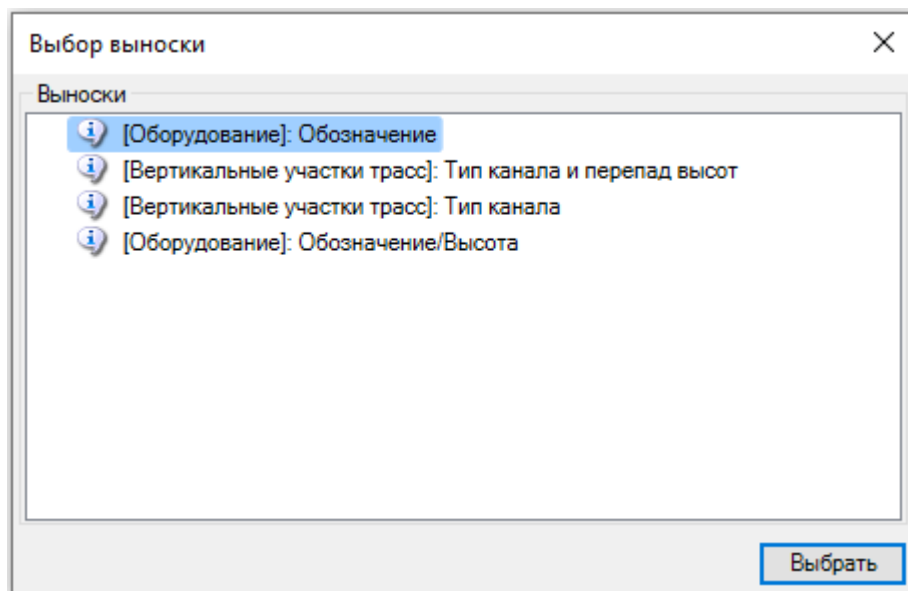 Выбор выноски
Выноски
[Оборудование]: Обозначение
[Вертикальные участки трасс]: Тип канала и перепад высот
[Вертикальные участки трасс]: Тип канала
[Оборудование]: Обозначение/Высота
Выбрать